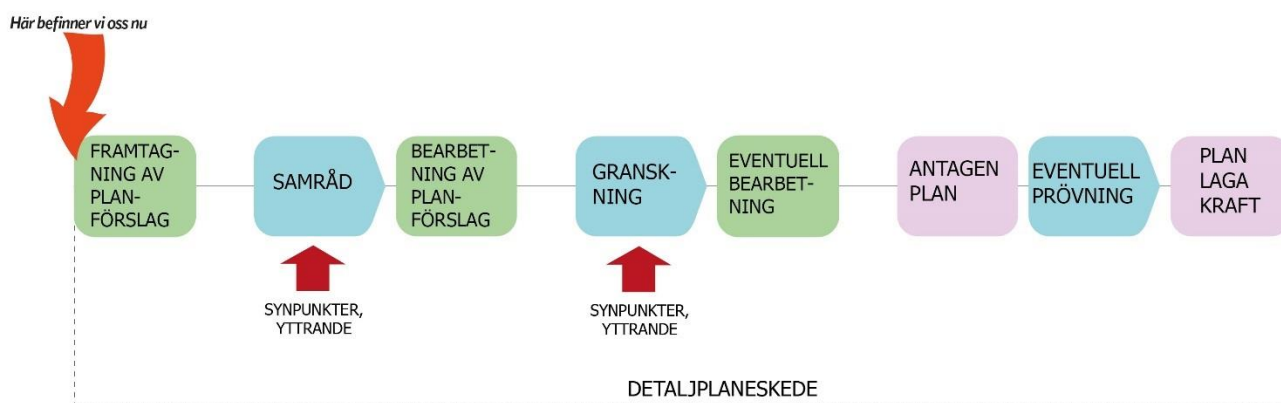 Här befinner vi oss nu
FRAMTAG-
NING AV
PLAN-
FÖRSLAG
SAMRÅD
BEARBET-
NING AV
PLAN-
FÖRSLAG
GRANSK-
NING
EVENTUELL
BEARBET-
NING
ANTAGEN
PLAN
EVENTUELL
PRÖVNING
PLAN
LAGA
KRAFT
SYNPUNKTER,
YTTRANDE
SYNPUNKTER,
YTTRANDE
DETALJPLANESKEDE